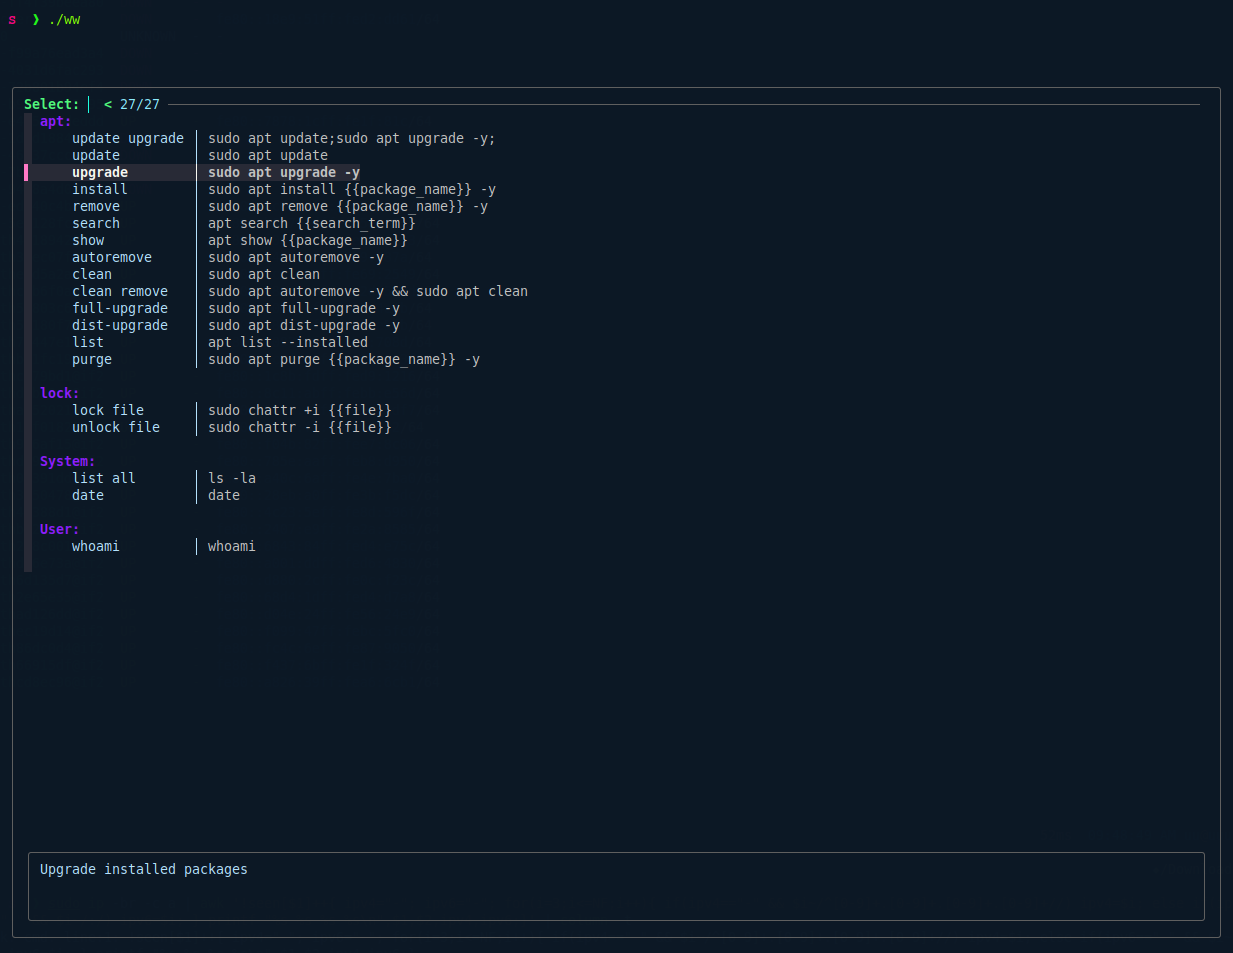 s ❯ ./ww
Select: < 27/27
apt:
update upgrade │ sudo apt update;sudo apt upgrade -y;
update │ sudo apt update
upgrade │ sudo apt upgrade -y
install │ sudo apt install {{package_name}} -y
remove │ sudo apt remove {{package_name}} -y
search │ apt search {{search_term}}
show │ apt show {{package_name}}
autoremove │ sudo apt autoremove -y
clean │ sudo apt clean
clean remove │ sudo apt autoremove -y && sudo apt clean
full-upgrade │ sudo apt full-upgrade -y
dist-upgrade │ sudo apt dist-upgrade -y
list │ apt list --installed
purge │ sudo apt purge {{package_name}} -y
lock:
lock file │ sudo chattr +i {{file}}
unlock file │ sudo chattr -i {{file}}
System:
list all │ ls -la
date │ date
User:
whoami │ whoami
Upgrade installed packages